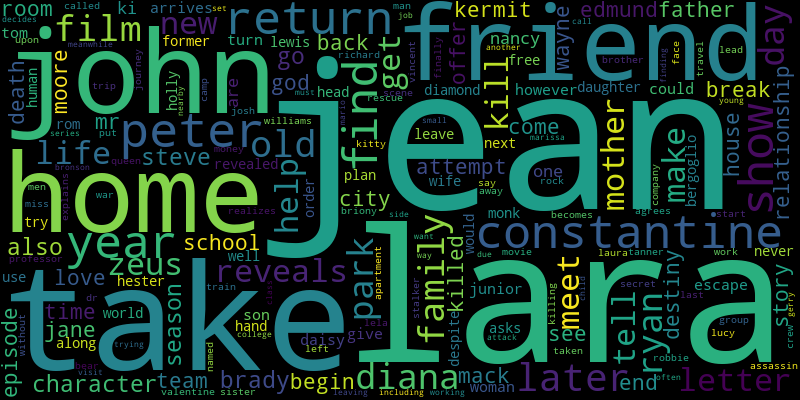 room
decides
tom
called
ki
arrives
set
upon
job
man
film
new
return
friend
kermit
edmund
father
day
former
turn
lewis
back
offer
nancy
free
wayne
call
another
face
travel
lead
john
jean
moore
death
human
meanwhile
journey
trip
holly
nearby
go
god
are
richard
camp
must
head
josh
vincent
finally
scene
rescue
get
find
kill
diamond
however
daughter
brother
finding
could
break
young
show
relationship
rom
series
mr
put
peter
old
williams
mario
kitty
small
leave
next
come
marissa
mother
make
house
bergoglio
life
steve
revealed
help
plan
attempt
one
rock
say
away
wife
company
bronson
queen
money
home
men
war
explains
realizes
order
city
briony
side
monk
becomes
agrees
start
miss
try
year
school
well
would
constantine
also
professor
zeus
reveals
park
apartment
want
way
family
killed
due
movie
laura
tanner
work
never
use
love
hester
train
class
daisy
stalker
despite
junior
meet
see
tell
ryan
destiny
secret
last
escape
story
take
lara
time
dr
world
season
son
hand
college
give
lela
asks
attack
killing
child
group
gerry
crew
episode
without
jane
along
trying
bear
visit
named
left
taken
robbie
lucy
often
assassin
character
team
brady
begin
diana
mack
woman
later
end
letter
valentine
sister
leaving
including
working